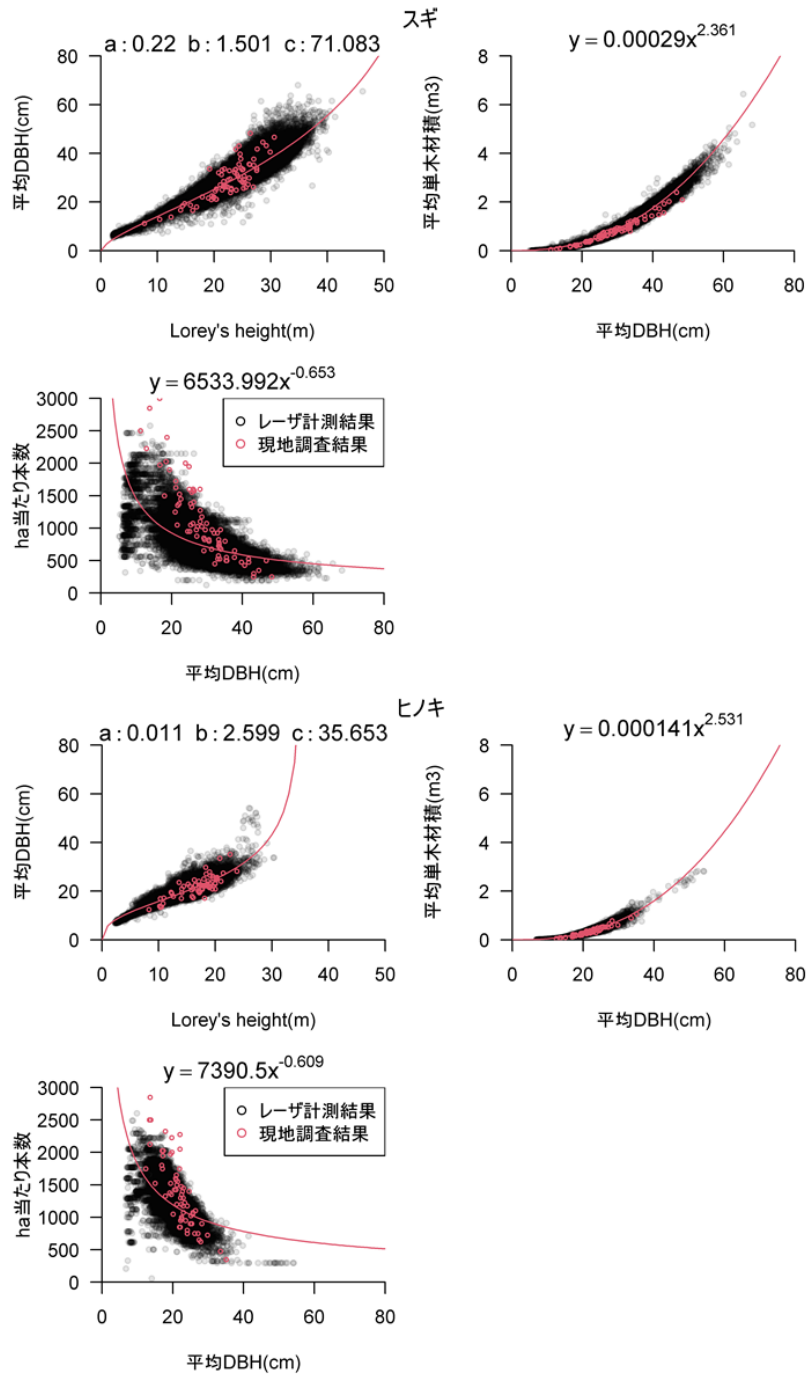 スギ
a : 0.22 b : 1.501 c : 71.083
80
60
40
20
0
平均DBH(cm)
0 10 20 30 40 50
Lorey's height(m)
y = 0.00029x^2.361
8
6
4
2
0
平均単木材積(m3)
0 20 40 60 80
平均DBH(cm)
y = 6533.992x^-0.653
3000
2500
2000
1500
1000
500
0
ha当たり本数
レーザ計測結果
現地調査結果
0 20 40 60 80
平均DBH(cm)
ヒノキ
a : 0.011 b : 2.599 c : 35.653
80
60
40
20
0
平均DBH(cm)
0 10 20 30 40 50
Lorey's height(m)
y = 0.000141x^2.531
8
6
4
2
0
平均単木材積(m3)
0 20 40 60 80
平均DBH(cm)
y = 7390.5x^-0.609
3000
2500
2000
1500
1000
500
0
ha当たり本数
レーザ計測結果
現地調査結果
0 20 40 60 80
平均DBH(cm)